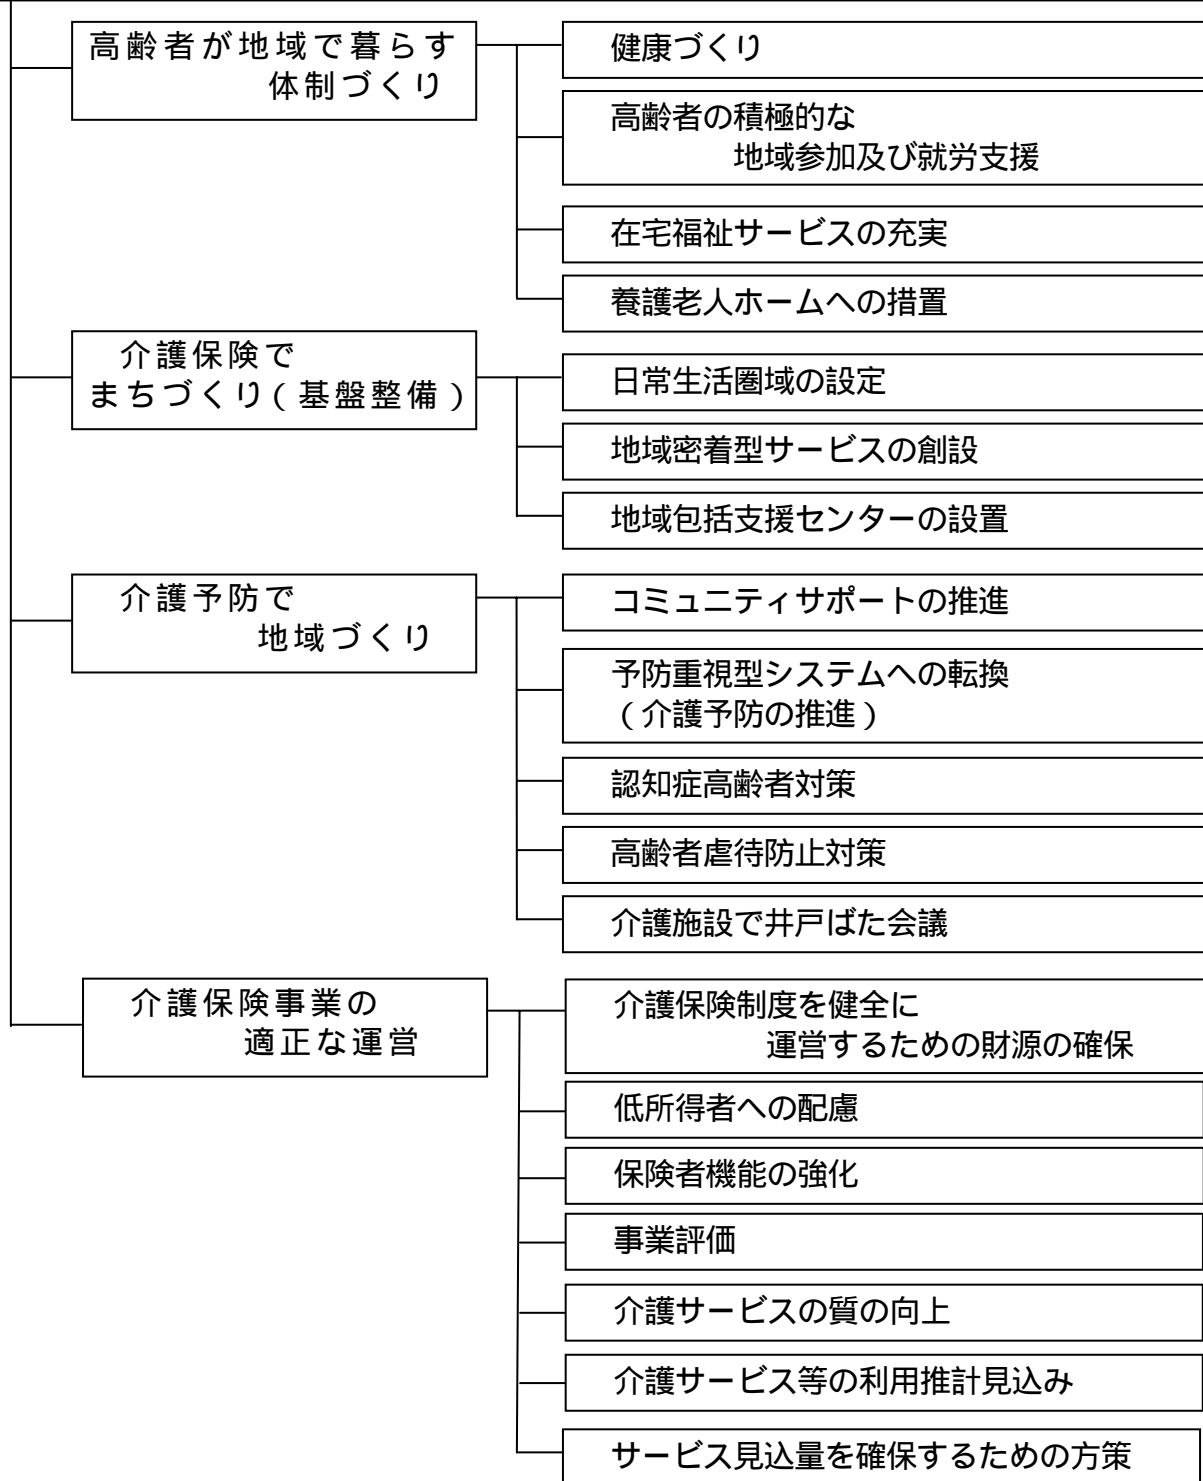 高齢者が地域で暮らす
体制づくり
健康づくり
高齢者の積極的な
地域参加及び就労支援
在宅福祉サービスの充実
養護老人ホームへの措置
介護保険で
まちづくり(基盤整備)
日常生活圏域の設定
地域密着型サービスの創設
地域包括支援センターの設置
介護予防で
地域づくり
コミュニティサポートの推進
予防重視型システムへの転換
(介護予防の推進)
認知症高齢者対策
高齢者虐待防止対策
介護施設で井戸ばた会議
介護保険事業の
適正な運営
介護保険制度を健全に
運営するための財源の確保
低所得者への配慮
保険者機能の強化
事業評価
介護サービスの質の向上
介護サービス等の利用推計見込み
サービス見込量を確保するための方策